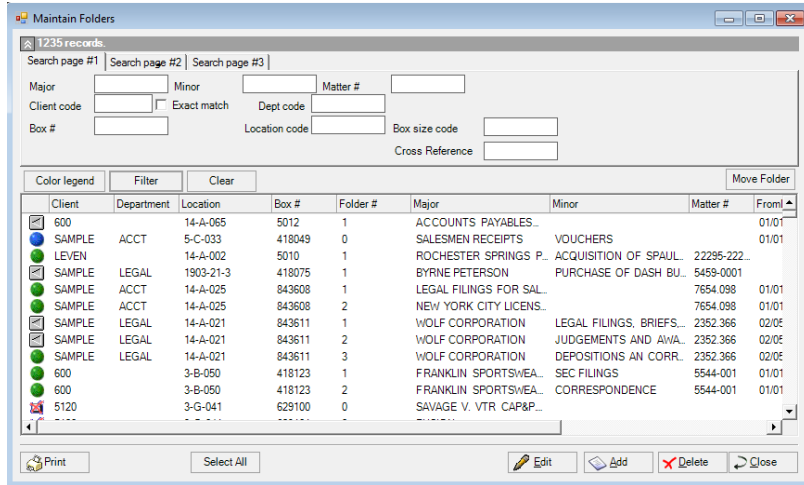 Maintain Folders
1235 records.
Search page #1 Search page #2 Search page #3
Major Minor Matter #
Client code Exact match Dept code
Box # Location code Box size code
Cross Reference
Color legend Filter Clear Move Folder
Client Department Location Box # Folder # Major Minor Matter # From
600 14-A-065 5012 1 ACCOUNTS PAYABLES... 01/01
SAMPLE ACCT 5-C-033 418049 0 SALESMEN RECEIPTS VOUCHERS 01/01
LEVEN 14-A-002 5010 1 ROCHESTER SPRINGS P... ACQUISITION OF SPAUL... 22295-222...
SAMPLE LEGAL 1903-21-3 418075 1 BYRNE PETERSON PURCHASE OF DASH BU... 5459-0001
SAMPLE ACCT 14-A-025 843608 1 LEGAL FILINGS FOR SAL... 7654.098 01/01
SAMPLE ACCT 14-A-025 843608 2 NEW YORK CITY LICENS... 7654.098 01/01
SAMPLE LEGAL 14-A-021 843611 1 WOLF CORPORATION LEGAL FILINGS, BRIEFS,... 2352.366 02/05
SAMPLE LEGAL 14-A-021 843611 2 WOLF CORPORATION JUDGEMENTS AND AWA... 2352.366 02/05
SAMPLE LEGAL 14-A-021 843611 3 WOLF CORPORATION DEPOSITIONS AN CORR... 2352.366 02/05
600 3-B-050 418123 1 FRANKLIN SPORTSWEA... SEC FILINGS 5544-001 01/01
600 3-B-050 418123 2 FRANKLIN SPORTSWEA... CORRESPONDENCE 5544-001 01/01
5120 3-G-041 629100 0 SAVAGE V. VTR CAP&P...
Print Select All Edit Add Delete Close